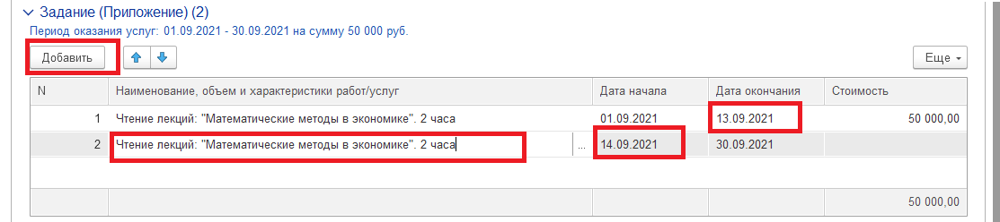 Задание (Приложение) (2)
Период оказания услуг: 01.09.2021 - 30.09.2021 на сумму 50 000 руб.
Добавить Еще
N Наименование, объем и характеристики работ/услуг Дата начала Дата окончания Стоимость
1 Чтение лекций: "Математические методы в экономике". 2 часа 01.09.2021 13.09.2021 50 000,00
2 Чтение лекций: "Математические методы в экономике". 2 часа ... 14.09.2021 30.09.2021
50 000,00